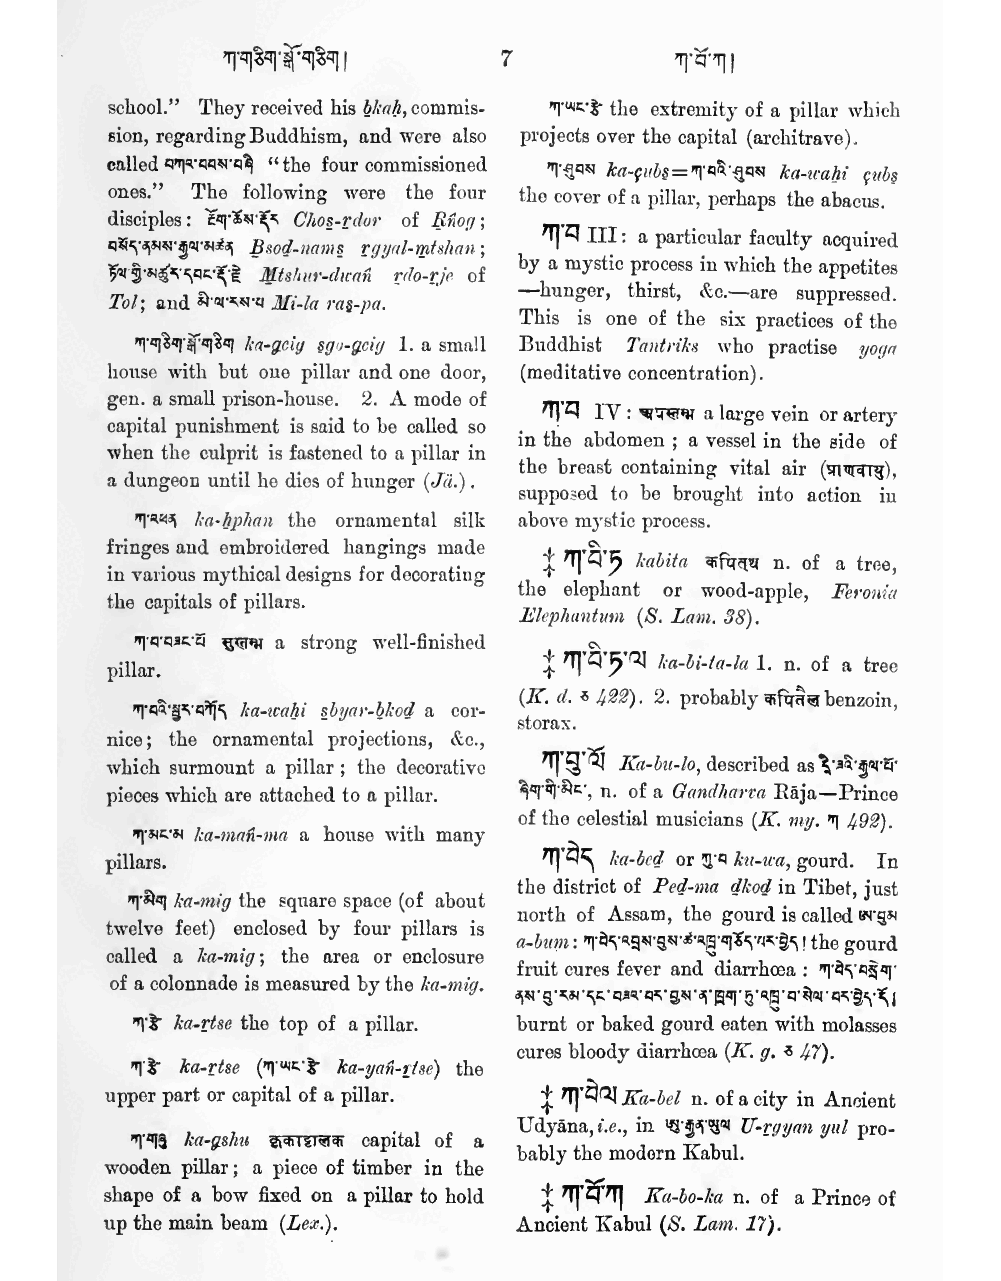 ཀ་གཅིག་སྒོ་གཅིག།
7
ཀ་བོ་ཀ།
school.” They received his bkaḥ, commis-
sion, regarding Buddhism, and were also
called བཀའ་བབས་བཞི “the four commissioned
ones.” The following were the four
disciples: རྔོག་ཆོས་རྡོར Choṣ-rdor of Rṅog;
བསོད་ནམས་རྒྱལ་མཚན Bsod-namṣ rgyal-mtshan;
ཏོལ་གྱི་མཚུར་དབང་རྡོ་རྗེ Mtshur-dwaṅ rdo-rje of
Tol; and མི་ལ་རས་པ Mi-la raṣ-pa.
ཀ་གཅིག་སྒོ་གཅིག ka-gcig ṣgo-gcig 1. a small
house with but one pillar and one door,
gen. a small prison-house. 2. A mode of
capital punishment is said to be called so
when the culprit is fastened to a pillar in
a dungeon until he dies of hunger (Jä.).
ཀ་འཕན ka-ḥphan the ornamental silk
fringes and embroidered hangings made
in various mythical designs for decorating
the capitals of pillars.
ཀ་བ་བཟང་པོ सुस्तम्भ a strong well-finished
pillar.
ཀ་བའི་སྦྱར་བཀོད ka-waḥi ṣbyar-bkod a cor-
nice; the ornamental projections, &c.,
which surmount a pillar; the decorative
pieces which are attached to a pillar.
ཀ་མང་མ ka-maṅ-ma a house with many
pillars.
ཀ་མིག ka-mig the square space (of about
twelve feet) enclosed by four pillars is
called a ka-mig; the area or enclosure
of a colonnade is measured by the ka-mig.
ཀ་རྩེ ka-rtse the top of a pillar.
ཀ་རྩེ ka-rtse (ཀ་ཡང་རྩེ ka-yaṅ-rtse) the
upper part or capital of a pillar.
ཀ་གཞུ ka-gshu capital of a
wooden pillar; a piece of timber in the
shape of a bow fixed on a pillar to hold
up the main beam (Lex.).
ཀ་ཡང་རྩེ the extremity of a pillar which
projects over the capital (architrave).
ཀ་ཤུབས ka-çubṣ=ཀ་བའི་ཤུབས ka-waḥi çubṣ
the cover of a pillar, perhaps the abacus.
ཀ་བ III: a particular faculty acquired
by a mystic process in which the appetites
—hunger, thirst, &c.—are suppressed.
This is one of the six practices of the
Buddhist Tantriks who practise yoga
(meditative concentration).
ཀ་བ IV: a large vein or artery
in the abdomen; a vessel in the side of
the breast containing vital air (प्राणवायु),
supposed to be brought into action in
above mystic process.
‡ ཀ་བི་ཏ kabita कपित्थ n. of a tree,
the elephant or wood-apple, Feronia
Elephantum (S. Lam. 38).
‡ ཀ་བི་ཏ་ལ ka-bi-ta-la 1. n. of a tree
(K. d. ཅ 422). 2. probably कपितैल benzoin,
storax.
ཀ་བུ་ལོ Ka-bu-lo, described as དྲི་ཟའི་རྒྱལ་པོ་
ཞིག་གི་མིང་, n. of a Gandharva Rāja—Prince
of the celestial musicians (K. my. ཀ 492).
ཀ་བེད ka-bed or ཀུ་བ ku-wa, gourd. In
the district of Ped-ma dkod in Tibet, just
north of Assam, the gourd is called ཨ་བུམ
a-bum: ཀ་བེད་འབྲས་བུས་ཚ་འཁྲུ་གཅོད་པར་བྱེད། the gourd
fruit cures fever and diarrhœa: ཀ་བེད་བསྲེག་
ནས་བུ་རམ་དང་བཟའ་བར་བྱས་ན་ཁྲག་ཏུ་འཁྲུ་བ་སེལ་བར་བྱེད་དོ།
burnt or baked gourd eaten with molasses
cures bloody diarrhœa (K. g. ཅ 47).
‡ ཀ་བེལ Ka-bel n. of a city in Ancient
Udyāna, i.e., in ཨུ་རྒྱན་ཡུལ U-rgyan yul pro-
bably the modern Kabul.
‡ ཀ་བོ་ཀ Ka-bo-ka n. of a Prince of
Ancient Kabul (S. Lam. 17).